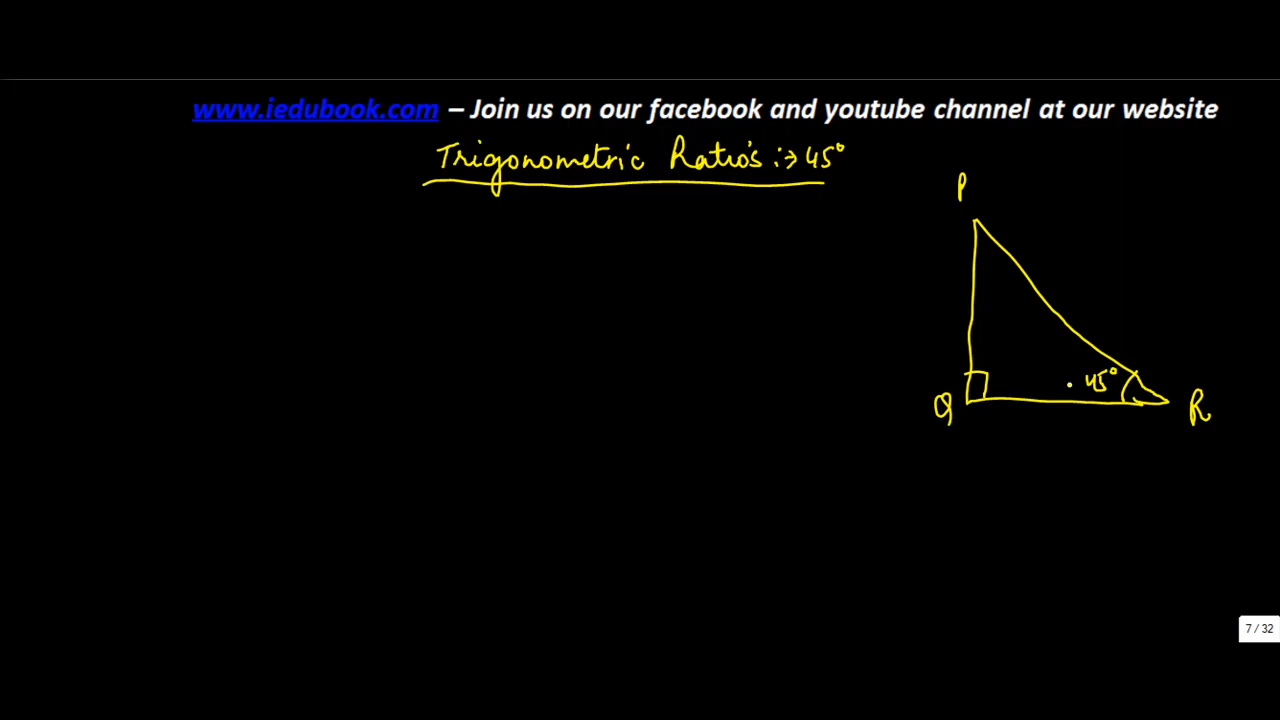 www.iedubook.com – Join us on our facebook and youtube channel at our website
Trigonometric Ratio's :→ 45°
P
45°
Q
R
7 / 32